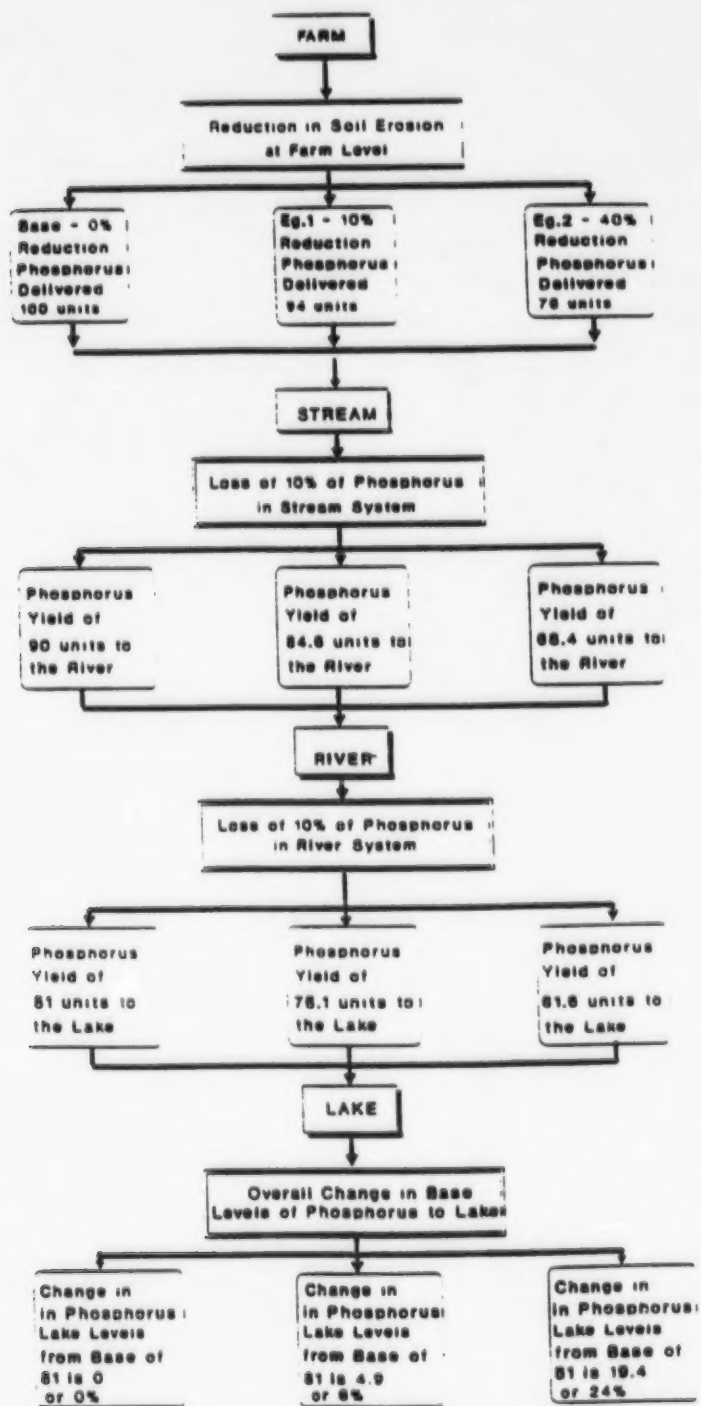 FARM
Reduction in Soil Erosion
at Farm Level
Base - 0%
Reduction
Phosphorus
Delivered
100 units
Eg.1 - 10%
Reduction
Phosphorus
Delivered
94 units
Eg.2 - 40%
Reduction
Phosphorus
Delivered
76 units
STREAM
Loss of 10% of Phosphorus
in Stream System
Phosphorus
Yield of
90 units to
the River
Phosphorus
Yield of
84.6 units to
the River
Phosphorus
Yield of
68.4 units to
the River
RIVER
Loss of 10% of Phosphorus
in River System
Phosphorus
Yield of
81 units to
the Lake
Phosphorus
Yield of
76.1 units to
the Lake
Phosphorus
Yield of
61.6 units to
the Lake
LAKE
Overall Change in Base
Levels of Phosphorus to Lake
Change in
in Phosphorus
Lake Levels
from Base of
81 is 0
or 0%
Change in
in Phosphorus
Lake Levels
from Base of
81 is 4.9
or 6%
Change in
in Phosphorus
Lake Levels
from Base of
81 is 19.4
or 24%